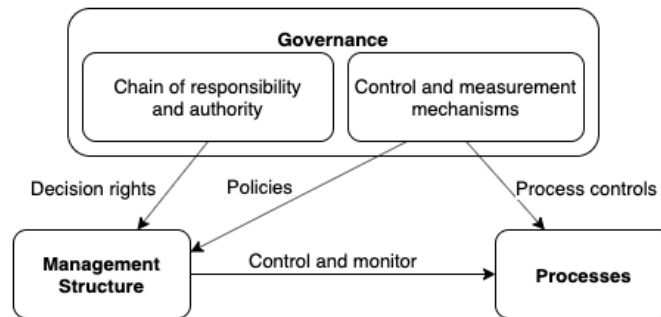 Governance
Chain of responsibility
and authority
Control and measurement
mechanisms
Decision rights
Policies
Process controls
Management
Structure
Control and monitor
Processes